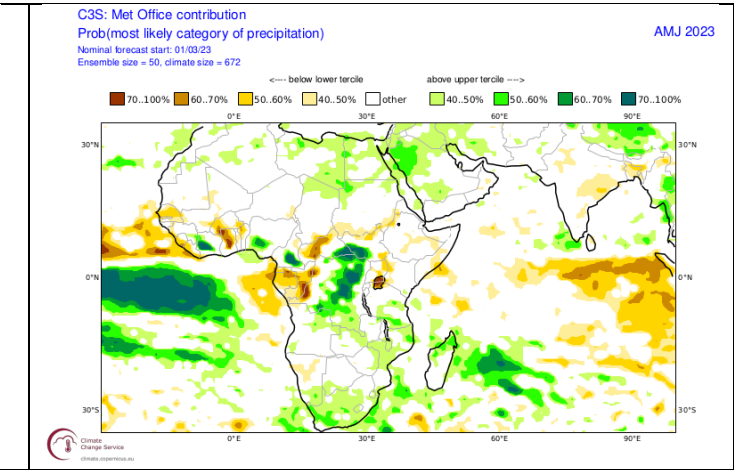 C3S: Met Office contribution
Prob(most likely category of precipitation)
AMJ 2023
Nominal forecast start: 01/03/23
Ensemble size = 50, climate size = 672
<---- below lower tercile above upper tercile ---->
70..100% 60..70% 50..60% 40..50% other 40..50% 50..60% 60..70% 70..100%
0°E 30°E 60°E 90°E
30°N 30°N
0°N 0°N
30°S 30°S
0°E 30°E 60°E 90°E
Climate
Change Service
climate.copernicus.eu